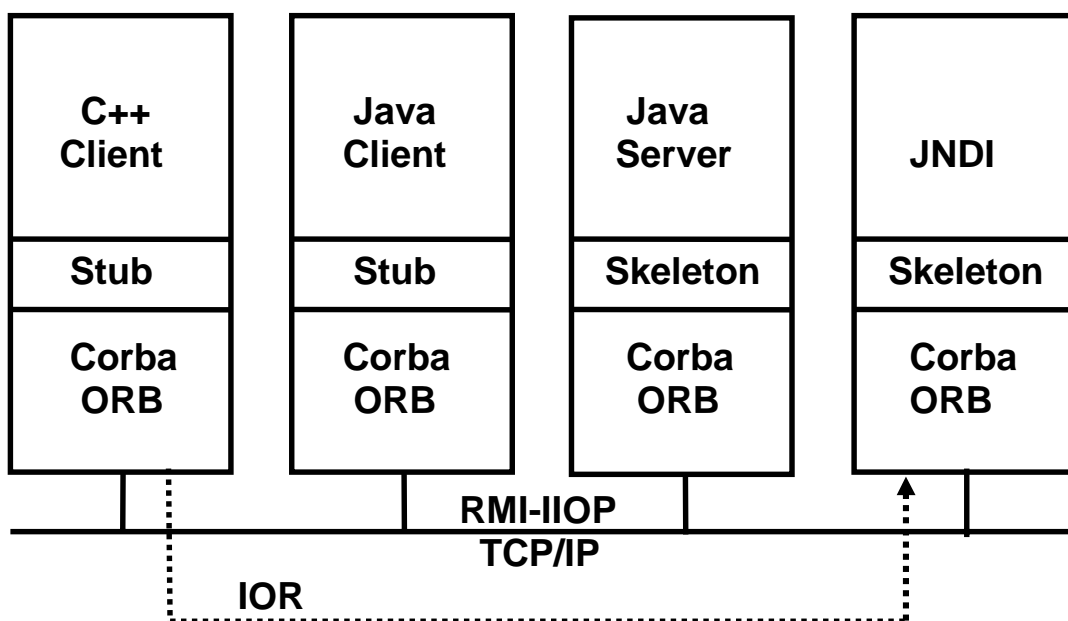 C++
Client
Java
Client
Java
Server
JNDI
Stub
Stub
Skeleton
Skeleton
Corba
ORB
Corba
ORB
Corba
ORB
Corba
ORB
RMI-IIOP
TCP/IP
IOR